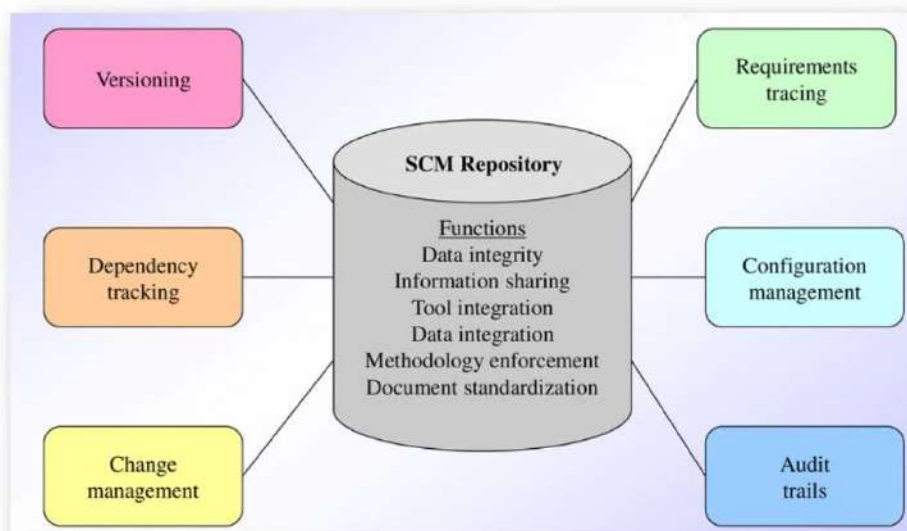 Versioning
Requirements
tracing
SCM Repository
Functions
Data integrity
Information sharing
Tool integration
Data integration
Methodology enforcement
Document standardization
Dependency
tracking
Configuration
management
Change
management
Audit
trails